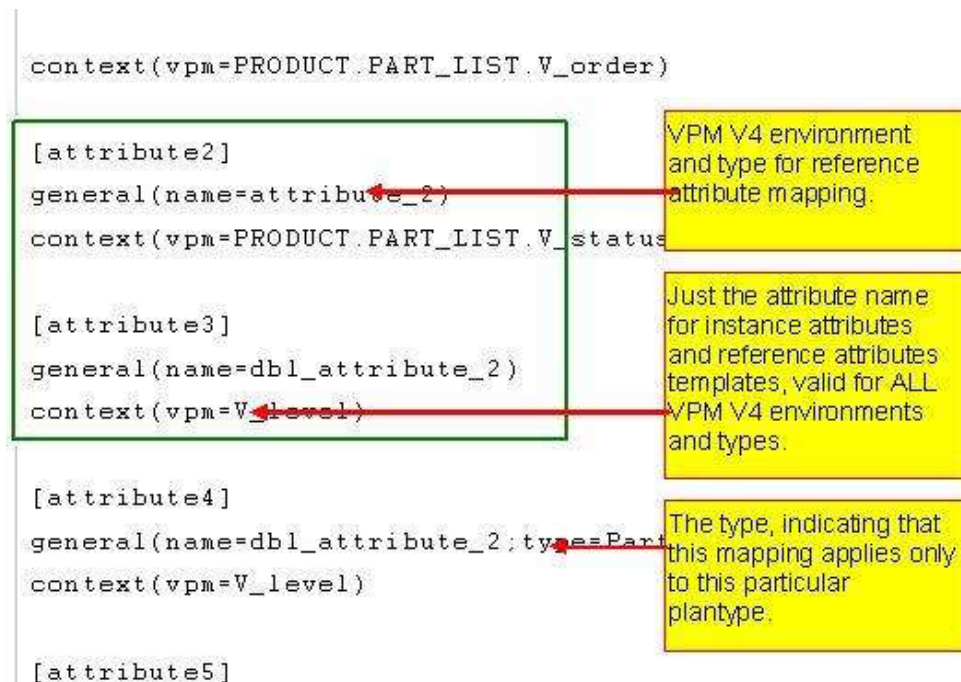 context(vpm=PRODUCT.PART_LIST.V_order)
[attribute2]
general(name=attribute_2)
context(vpm=PRODUCT.PART_LIST.V_status
[attribute3]
general(name=dbl_attribute_2)
context(vpm=V_level)
[attribute4]
general(name=dbl_attribute_2;type=Part
context(vpm=V_level)
[attribute5]
VPM V4 environment
and type for reference
attribute mapping.
Just the attribute name
for instance attributes
and reference attributes
templates, valid for ALL
VPM V4 environments
and types.
The type, indicating that
this mapping applies only
to this particular
plantype.